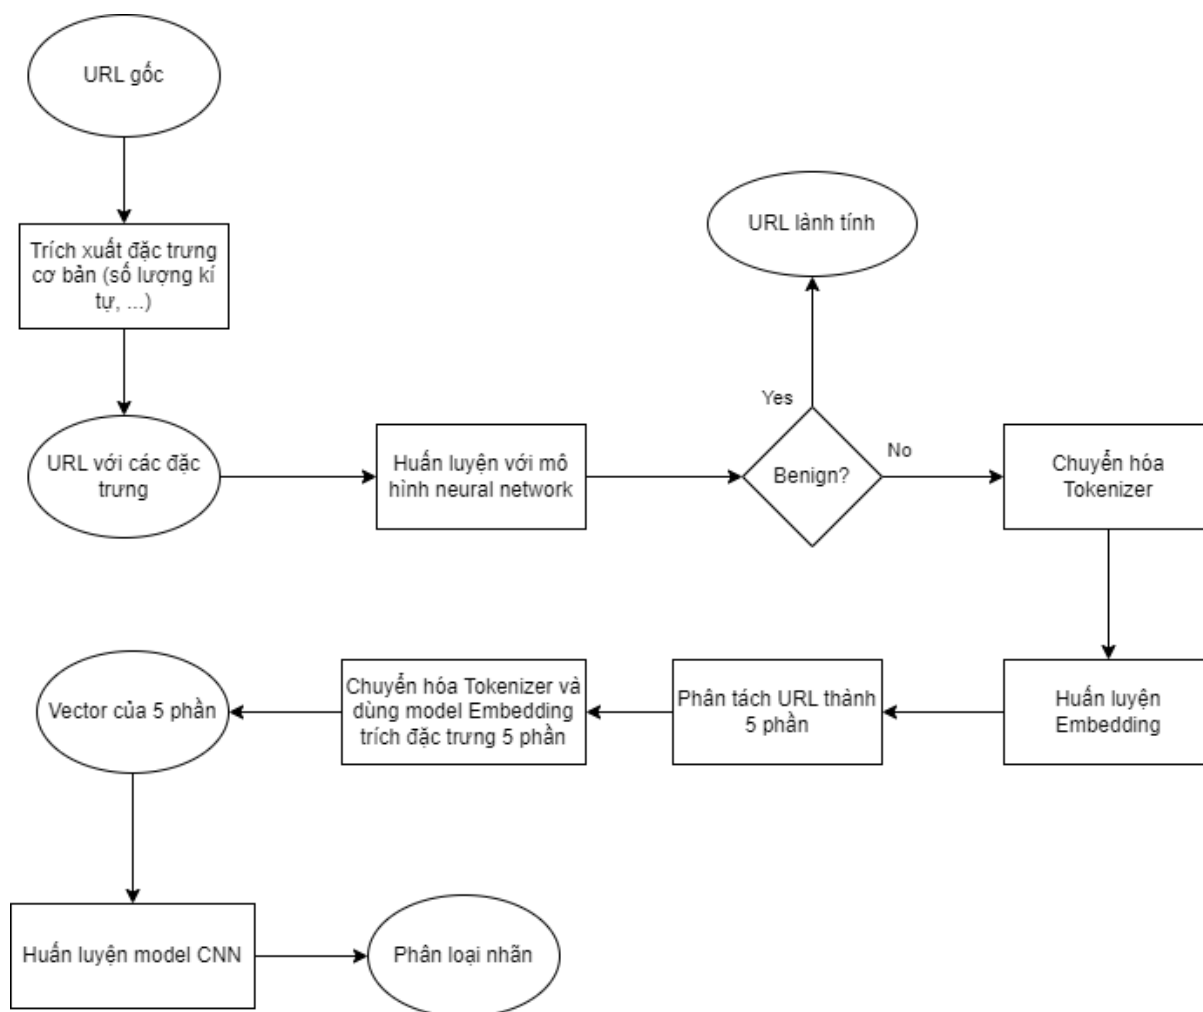 URL gốc
Trích xuất đặc trưng
cơ bản (số lượng kí
tự, ...)
URL với các đặc
trưng
Huấn luyện với mô
hình neural network
Benign?
Yes
URL lành tính
No
Chuyển hóa
Tokenizer
Huấn luyện
Embedding
Phân tách URL thành
5 phần
Chuyển hóa Tokenizer và
dùng model Embedding
trích đặc trưng 5 phần
Vector của 5 phần
Huấn luyện model CNN
Phân loại nhãn